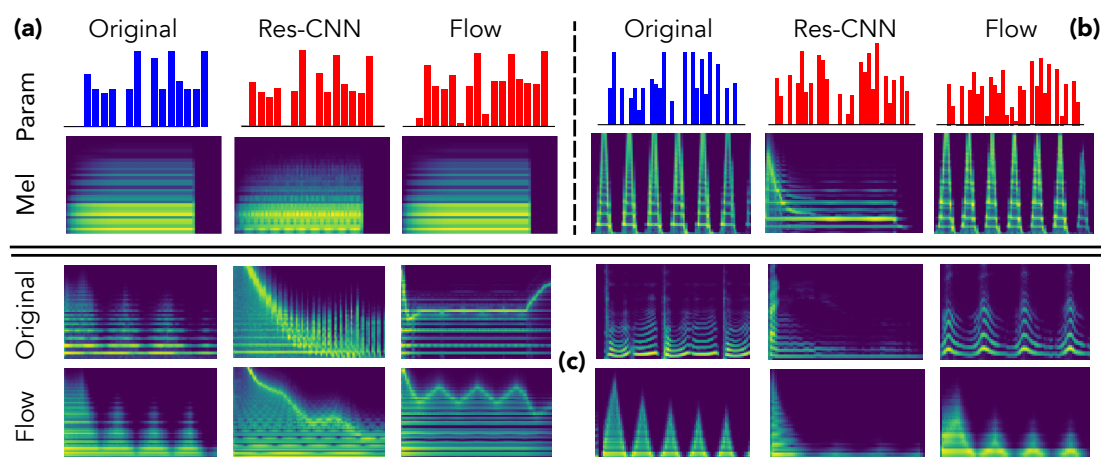 (a) Original Res-CNN Flow Original Res-CNN Flow (b)
Param
Mel
Original
(c)
Flow